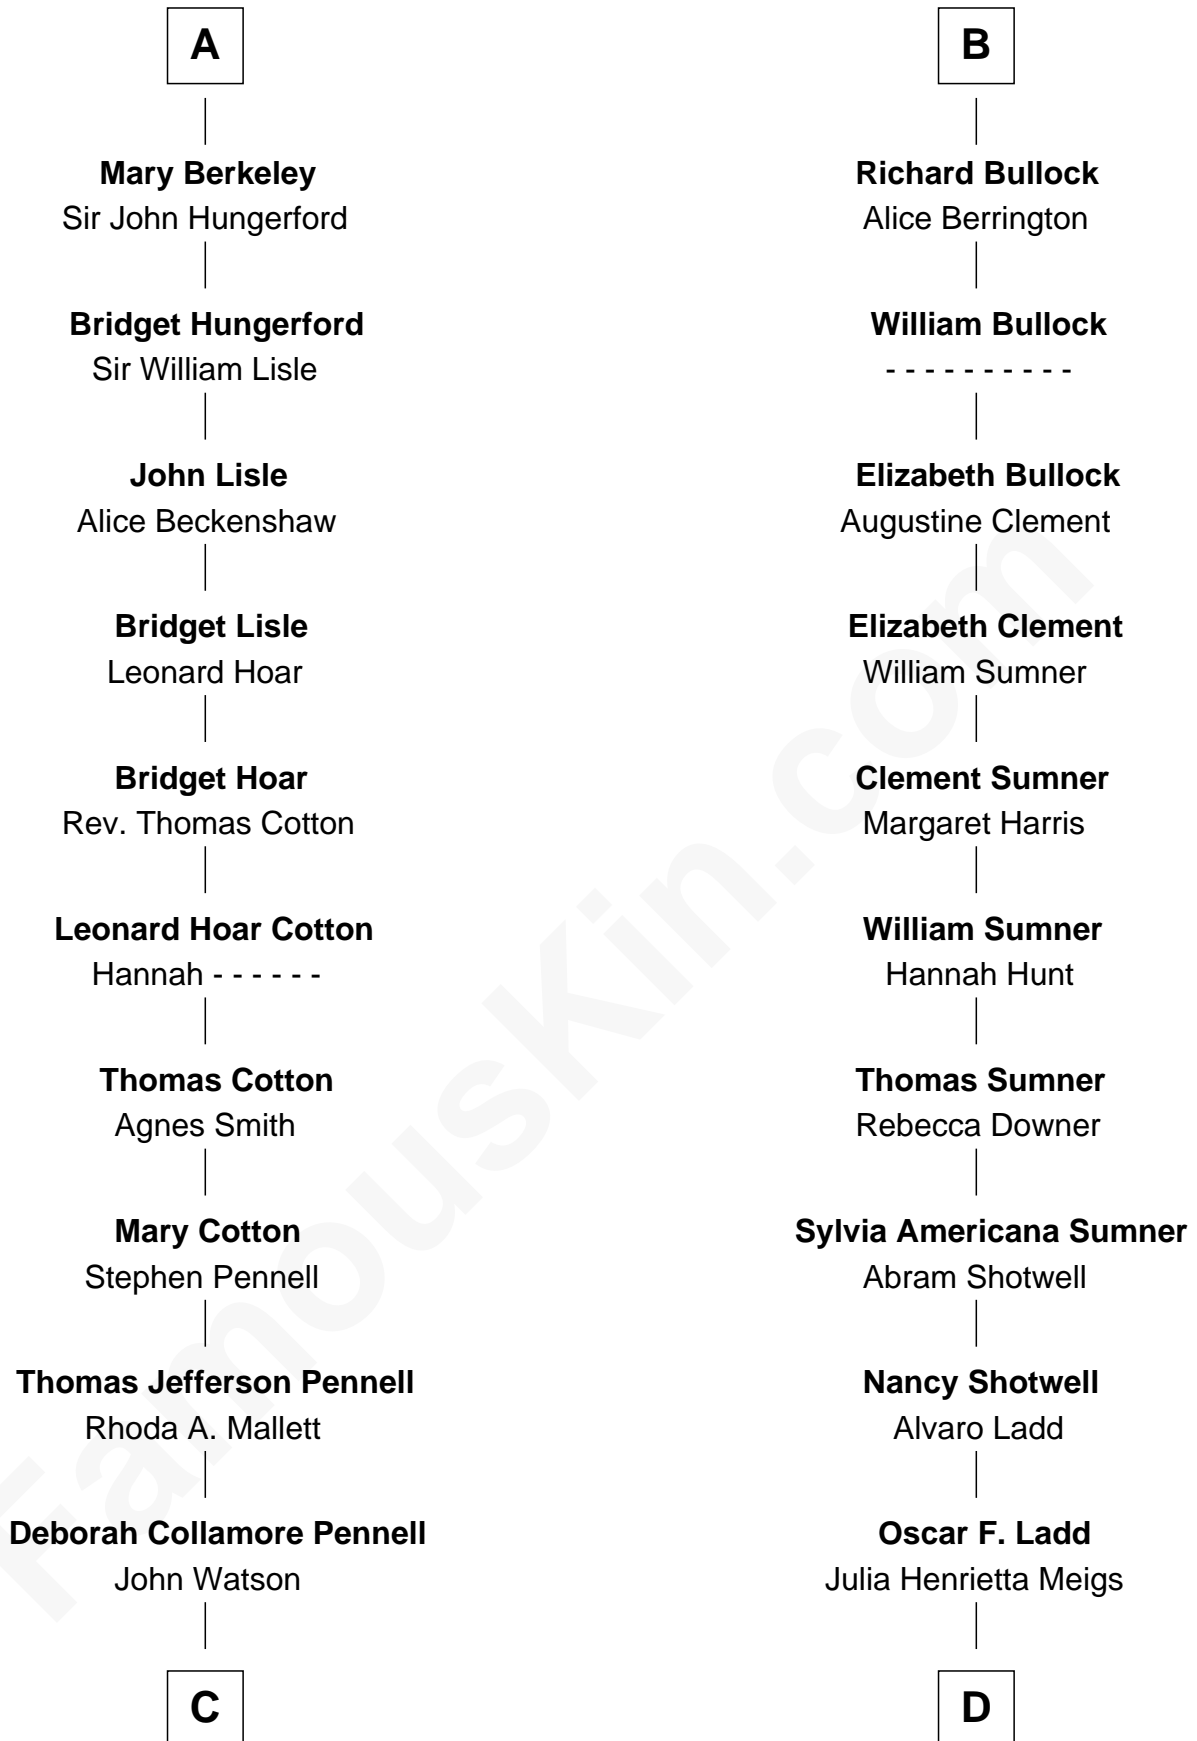 A
Mary Berkeley
Sir John Hungerford
Bridget Hungerford
Sir William Lisle
John Lisle
Alice Beckenshaw
Bridget Lisle
Leonard Hoar
Bridget Hoar
Rev. Thomas Cotton
Leonard Hoar Cotton
Hannah - - - - - -
Thomas Cotton
Agnes Smith
Mary Cotton
Stephen Pennell
Thomas Jefferson Pennell
Rhoda A. Mallett
Deborah Collamore Pennell
John Watson
C
B
Richard Bullock
Alice Berrington
William Bullock
- - - - - - - - - -
Elizabeth Bullock
Augustine Clement
Elizabeth Clement
William Sumner
Clement Sumner
Margaret Harris
William Sumner
Hannah Hunt
Thomas Sumner
Rebecca Downer
Sylvia Americana Sumner
Abram Shotwell
Nancy Shotwell
Alvaro Ladd
Oscar F. Ladd
Julia Henrietta Meigs
D
FamousKin.com